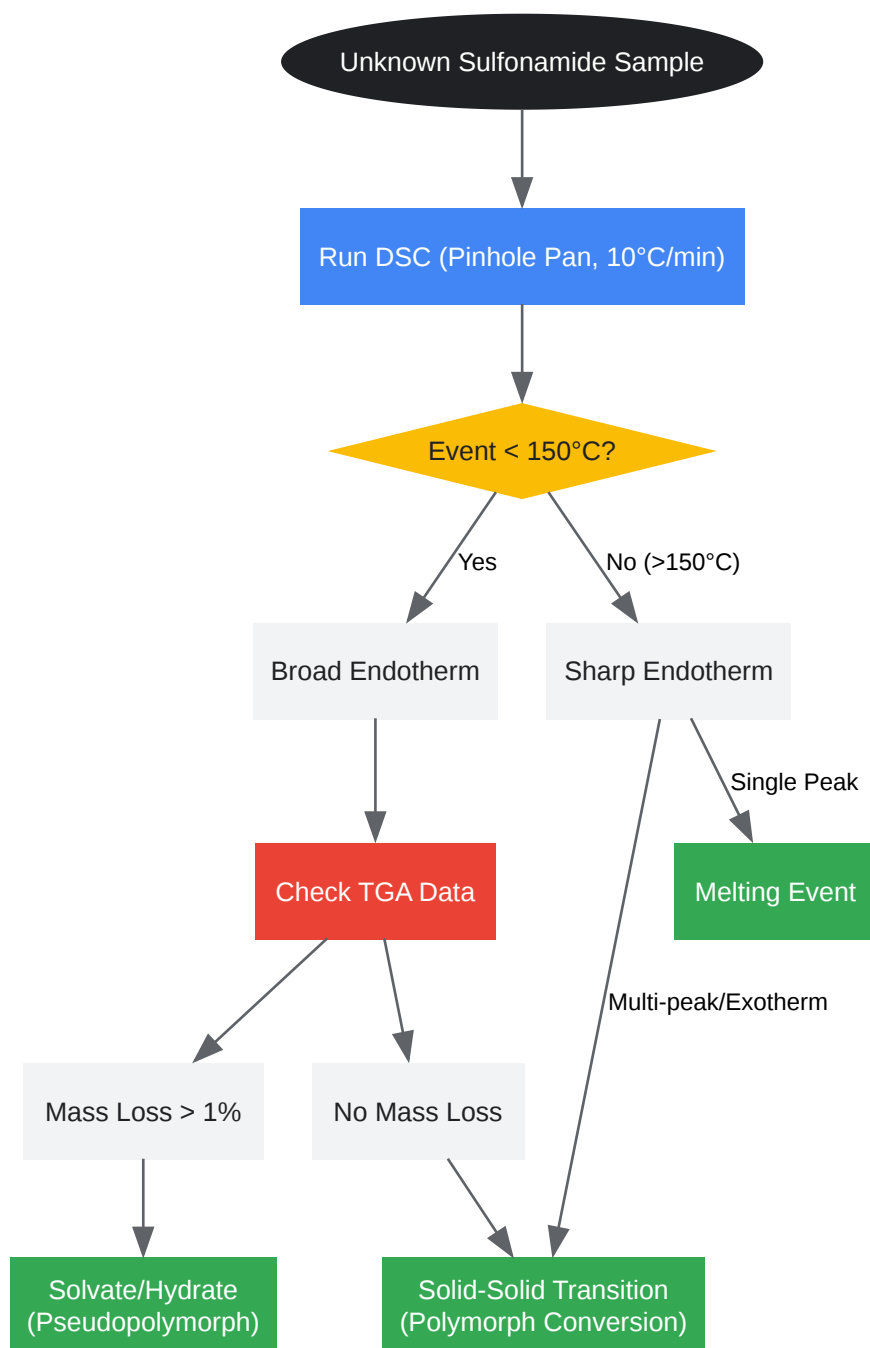 Unknown Sulfonamide Sample
Run DSC (Pinhole Pan, 10°C/min)
Event < 150°C?
Yes
No (>150°C)
Broad Endotherm
Sharp Endotherm
Single Peak
Check TGA Data
Melting Event
Multi-peak/Exotherm
Mass Loss > 1%
No Mass Loss
Solvate/Hydrate
(Pseudopolymorph)
Solid-Solid Transition
(Polymorph Conversion)